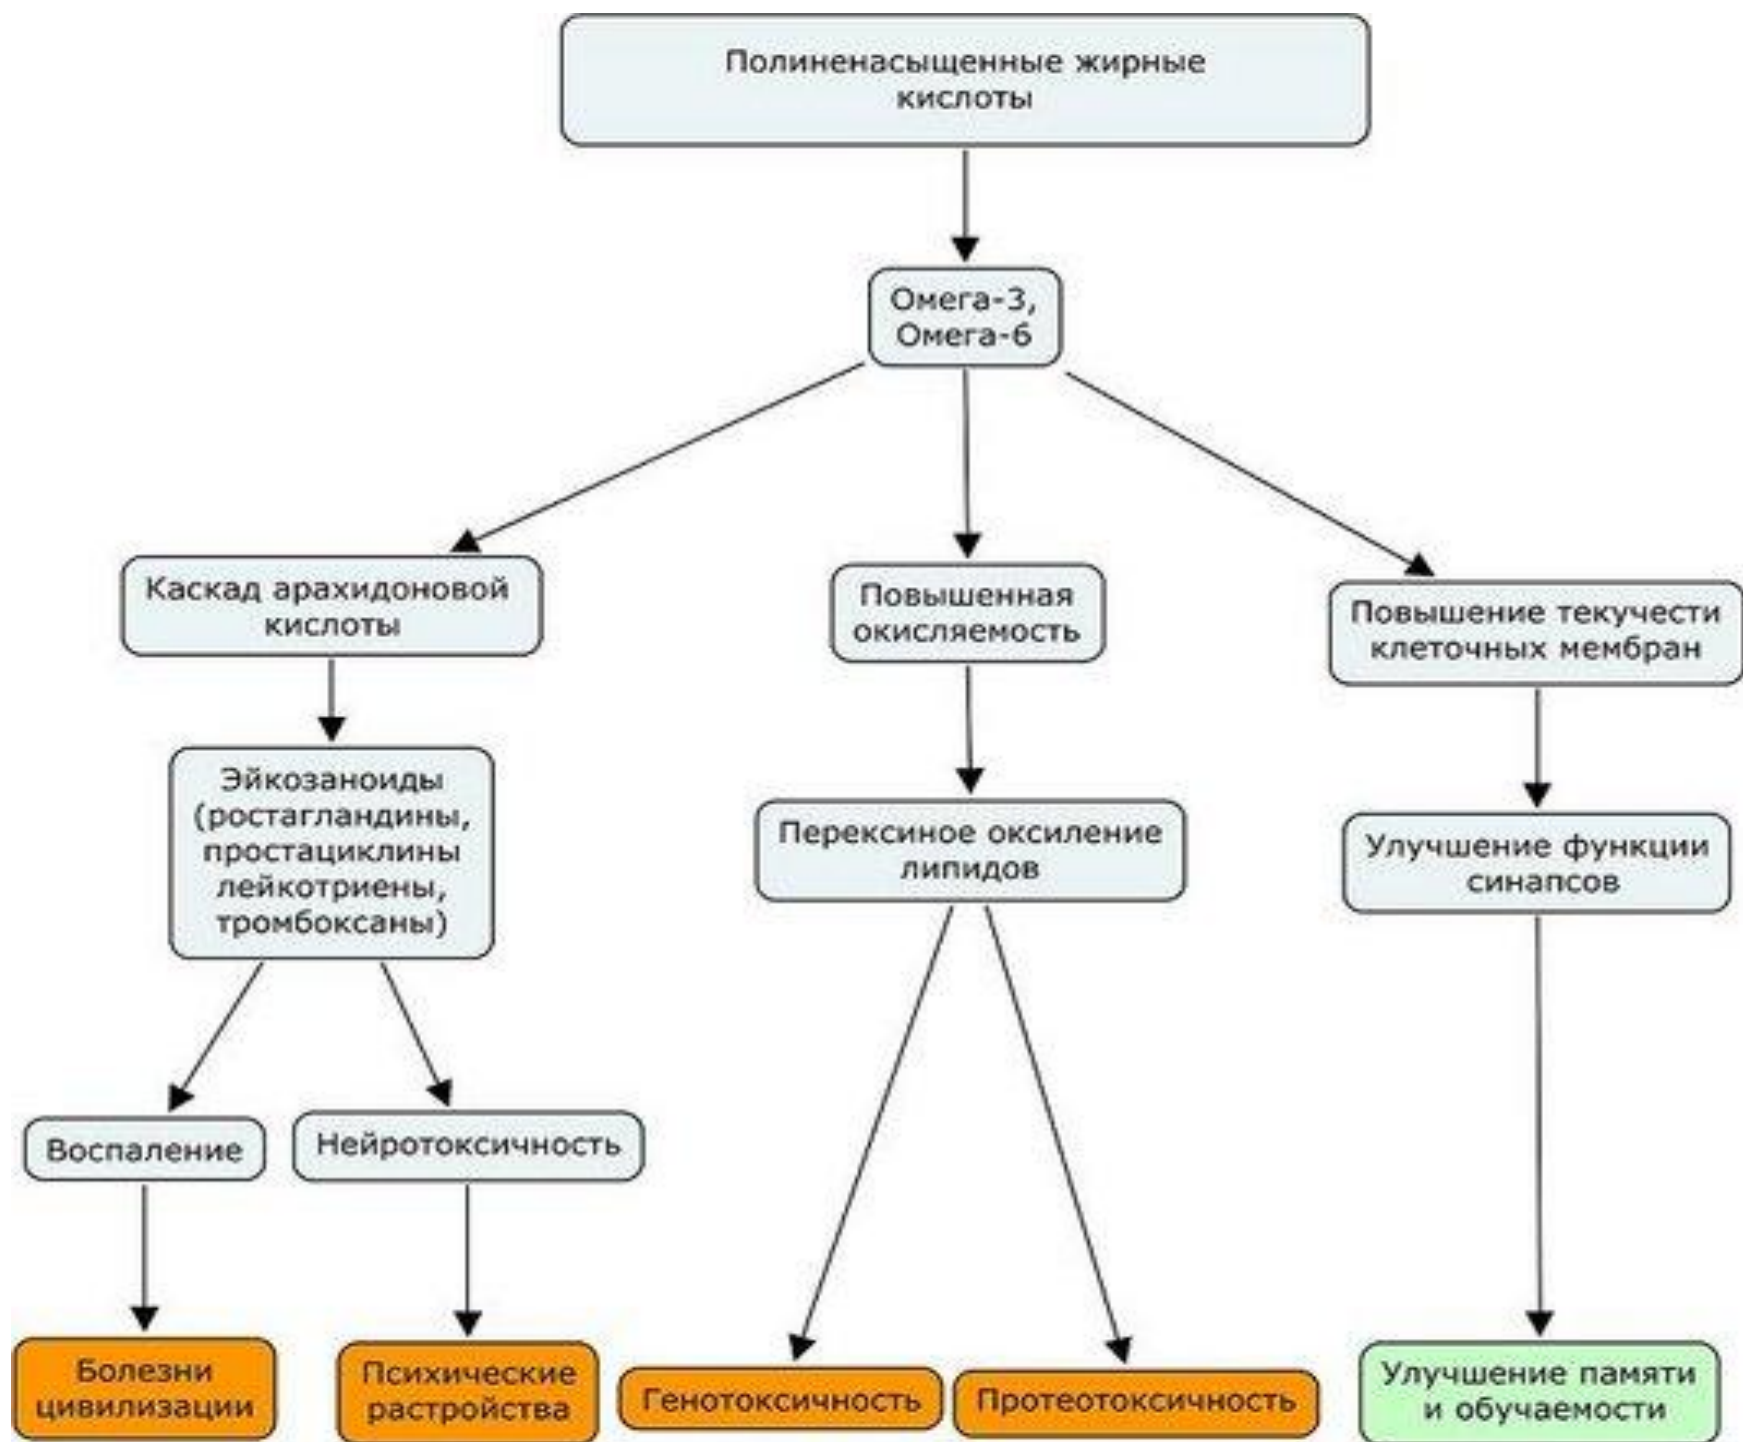 Полиненасыщенные жирные
кислоты
Омега-3,
Омега-6
Каскад арахидоновой
кислоты
Повышенная
окисляемость
Повышение текучести
клеточных мембран
Эйкозаноиды
(ростагландины,
простациклины
лейкотриены,
тромбоксаны)
Перексиное оксиление
липидов
Улучшение функции
синапсов
Воспаление
Нейротоксичность
Болезни
цивилизации
Психические
растройства
Генотоксичность
Протеотоксичность
Улучшение памяти
и обучаемости